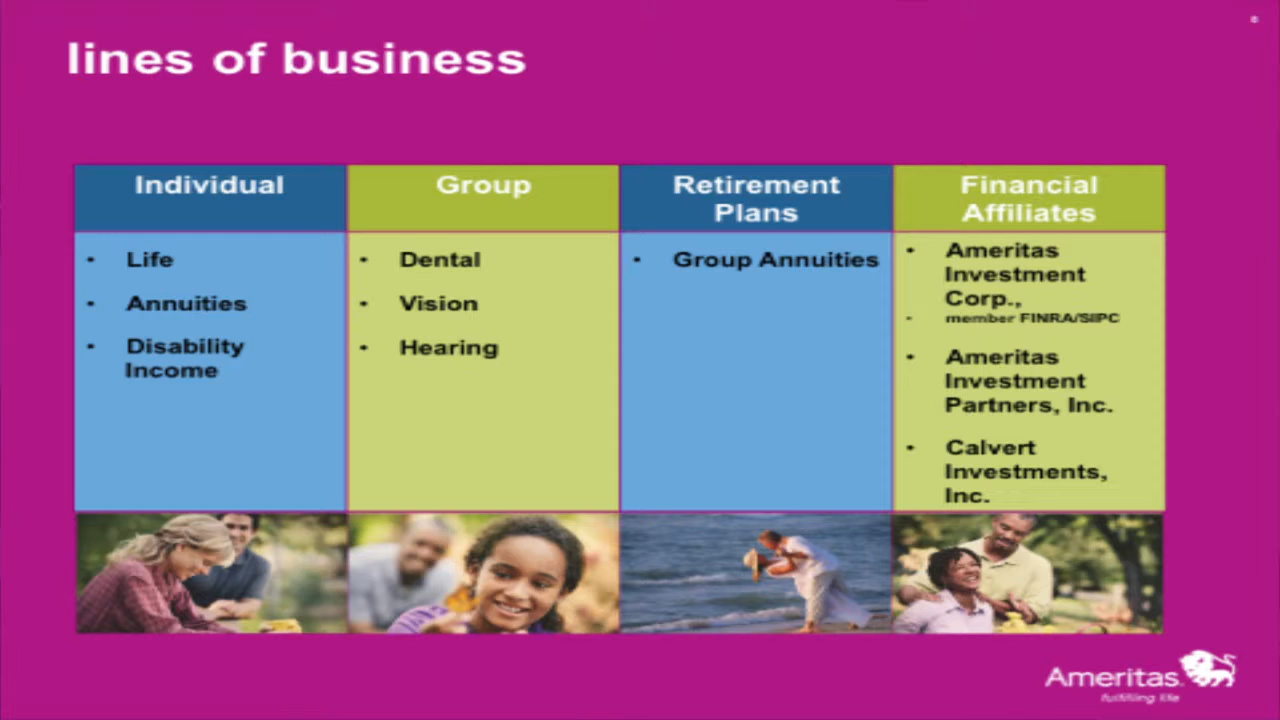 lines of business
Individual
Group
Retirement
Plans
Financial
Affiliates
• Life
• Annuities
• Disability
Income
• Dental
• Vision
• Hearing
• Group Annuities
• Ameritas
Investment
Corp.,
• member FINRA/SIPC
• Ameritas
Investment
Partners, Inc.
• Calvert
Investments,
Inc.
Ameritas
fulfilling life